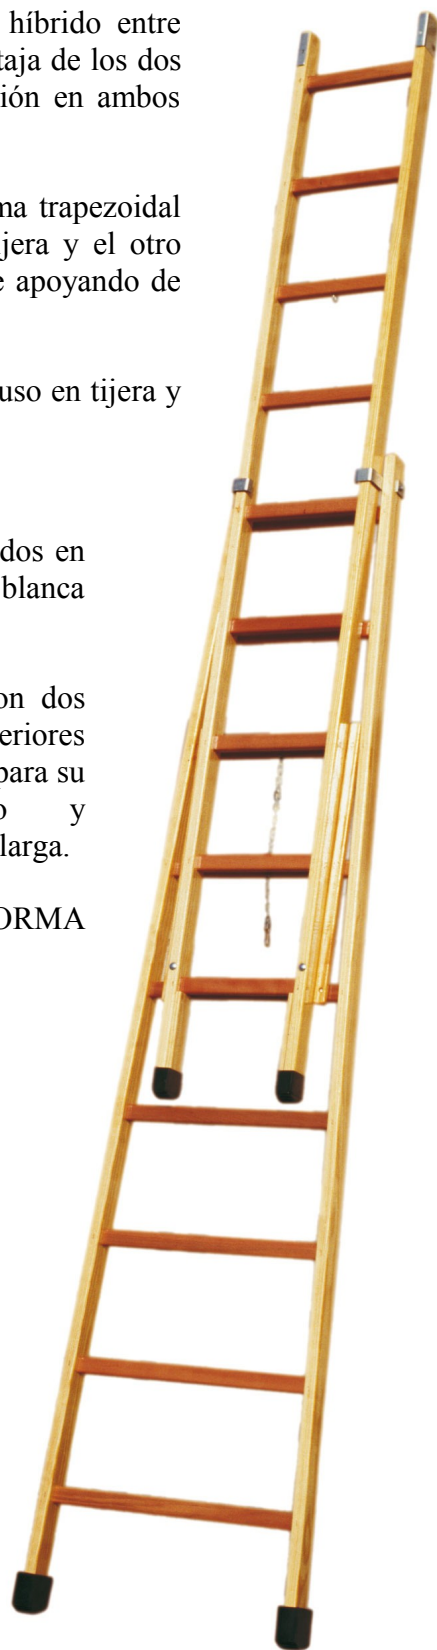 híbrido entre
taja de los dos
ión en ambos
ma trapezoidal
ijera y el otro
e apoyando de
uso en tijera y
dos en
blanca
on dos
eriores
para su
o y
larga.
ORMA